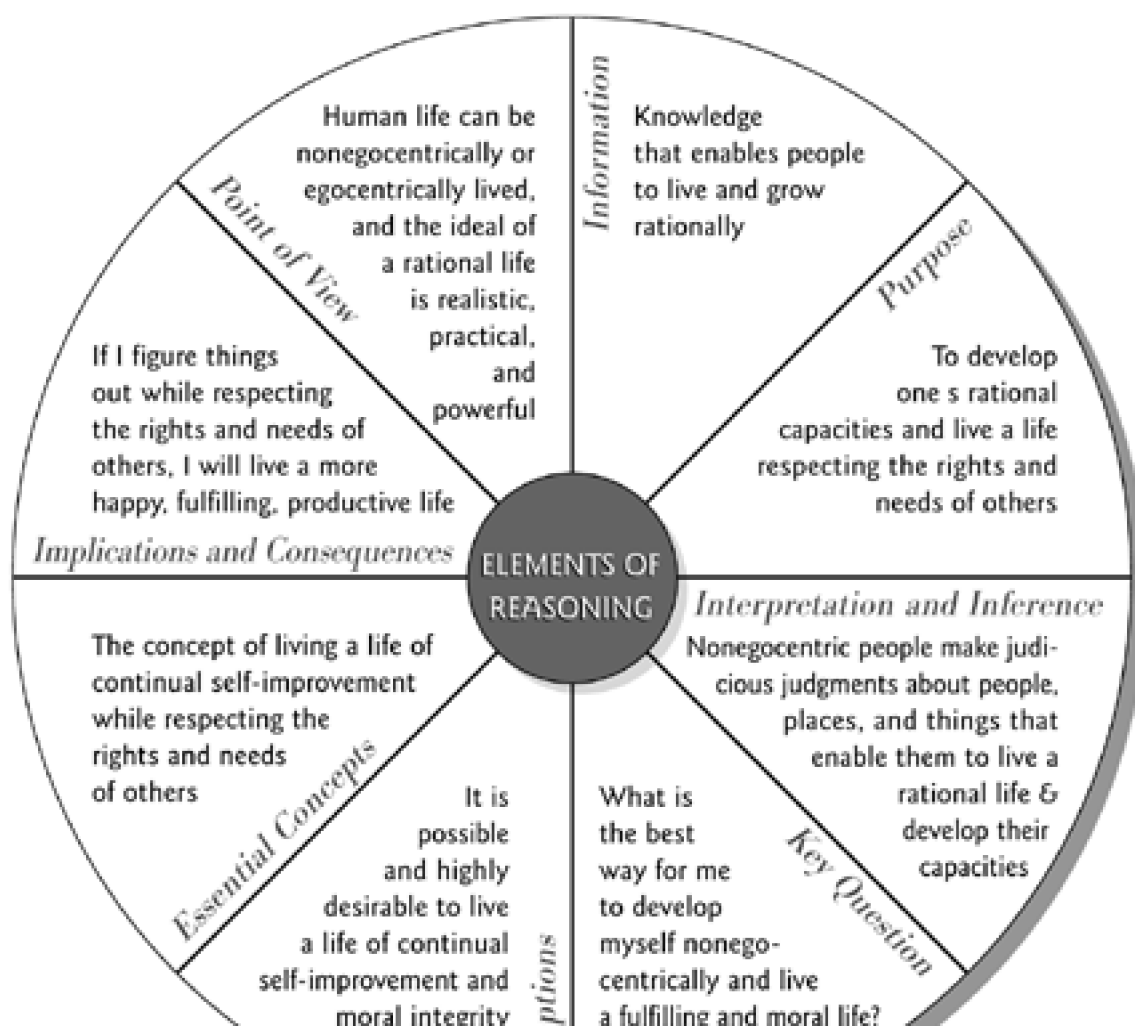 Information
Knowledge
that enables people
to live and grow
rationally
Purpose
To develop
one s rational
capacities and live a life
respecting the rights and
needs of others
Interpretation and Inference
Nonegocentric people make judi-
cious judgments about people,
places, and things that
enable them to live a
rational life &
develop their
capacities
Key Question
What is
the best
way for me
to develop
myself nonego-
centrically and live
a fulfilling and moral life?
ptions
It is
possible
and highly
desirable to live
a life of continual
self-improvement and
moral integrity
Essential Concepts
The concept of living a life of
continual self-improvement
while respecting the
rights and needs
of others
Implications and Consequences
If I figure things
out while respecting
the rights and needs of
others, I will live a more
happy, fulfilling, productive life
Point of View
Human life can be
nonegocentrically or
egocentrically lived,
and the ideal of
a rational life
is realistic,
practical,
and
powerful
ELEMENTS OF
REASONING